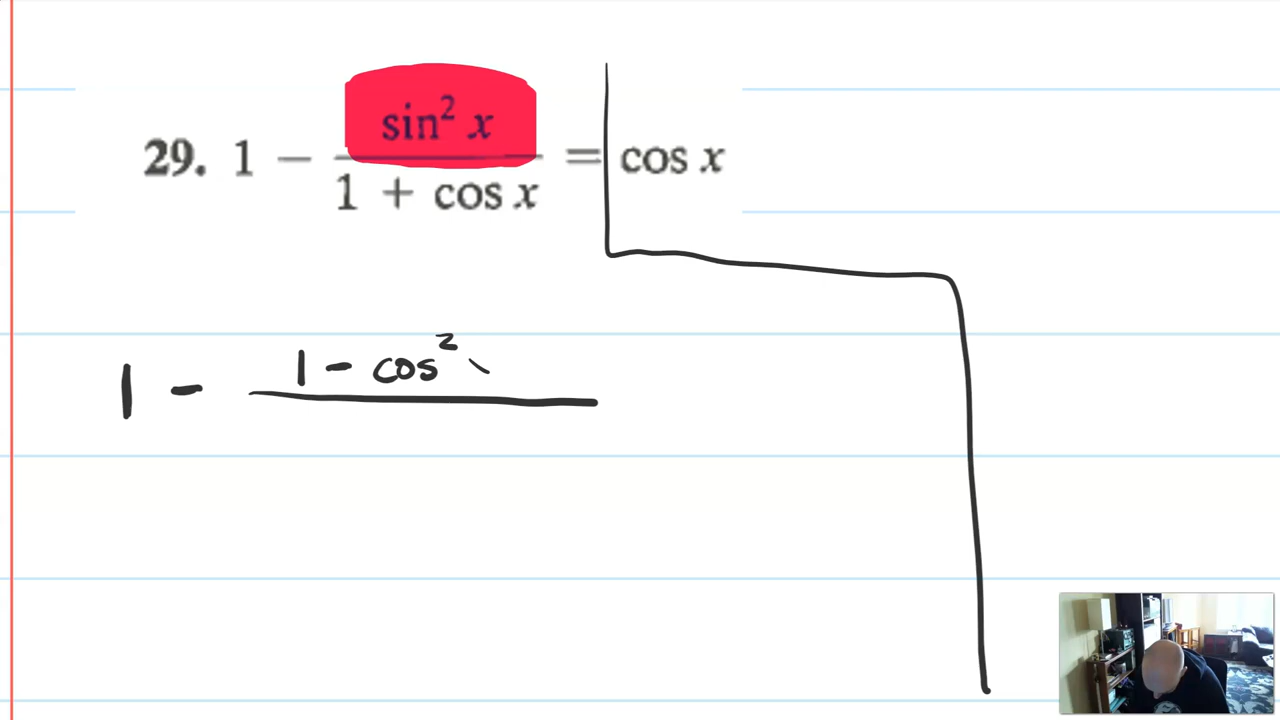 29. 1 − sin² x / 1 + cos x = cos x
1 - 1 - cos²